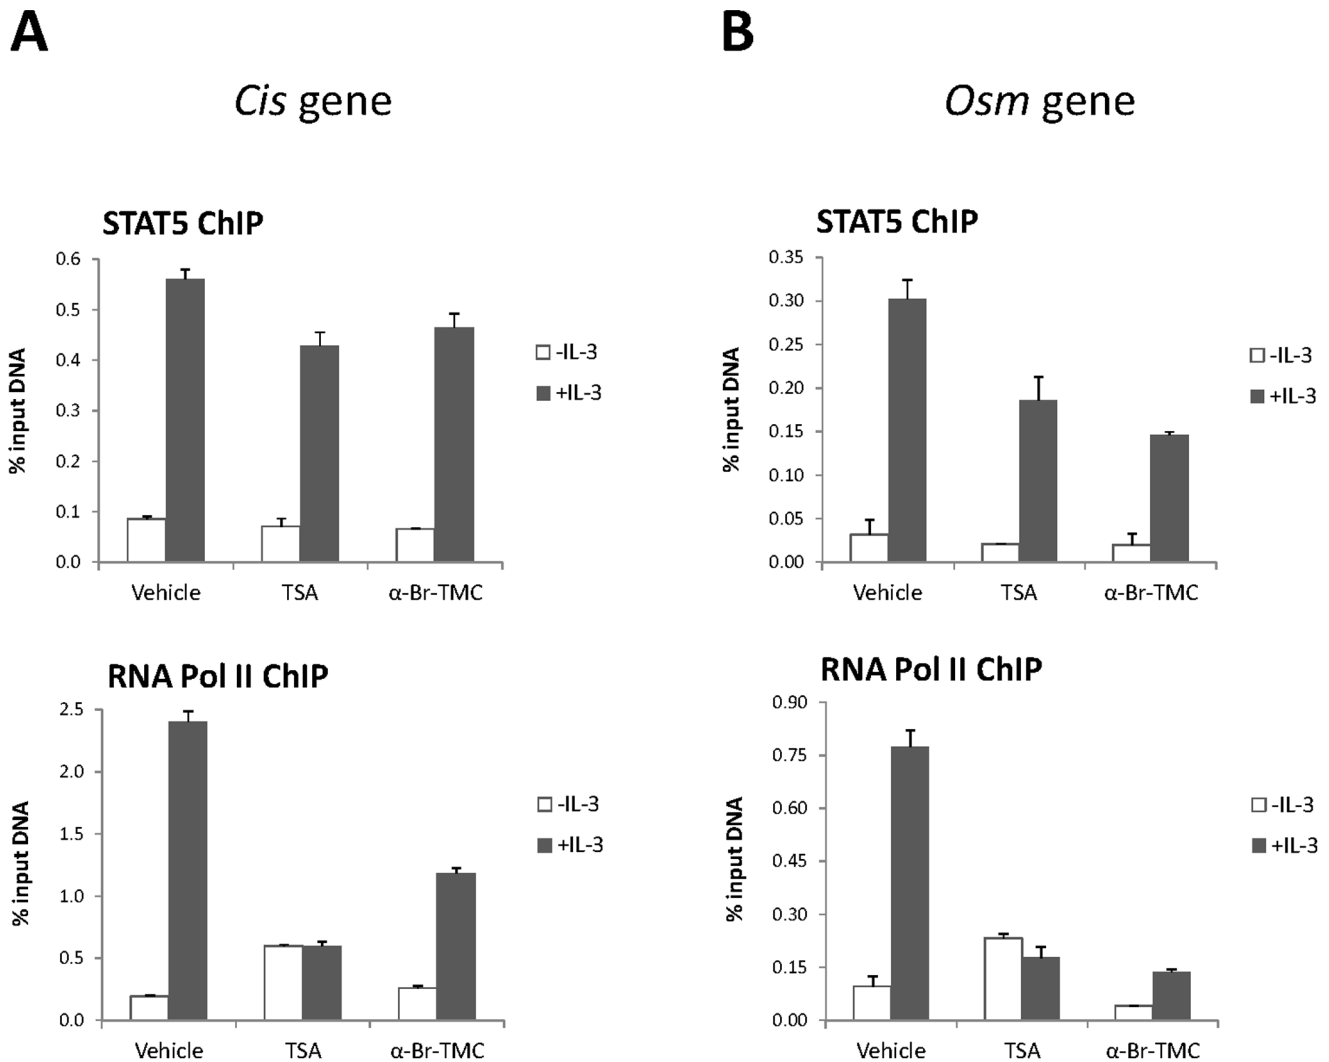 A
Cis gene
STAT5 ChIP
% input DNA
0.6
0.5
0.4
0.3
0.2
0.1
0.0
Vehicle TSA α-Br-TMC
-IL-3
+IL-3
RNA Pol II ChIP
% input DNA
2.5
2.0
1.5
1.0
0.5
0.0
Vehicle TSA α-Br-TMC
-IL-3
+IL-3
B
Osm gene
STAT5 ChIP
% input DNA
0.35
0.30
0.25
0.20
0.15
0.10
0.05
0.00
Vehicle TSA α-Br-TMC
-IL-3
+IL-3
RNA Pol II ChIP
% input DNA
0.90
0.75
0.60
0.45
0.30
0.15
0.00
Vehicle TSA α-Br-TMC
-IL-3
+IL-3